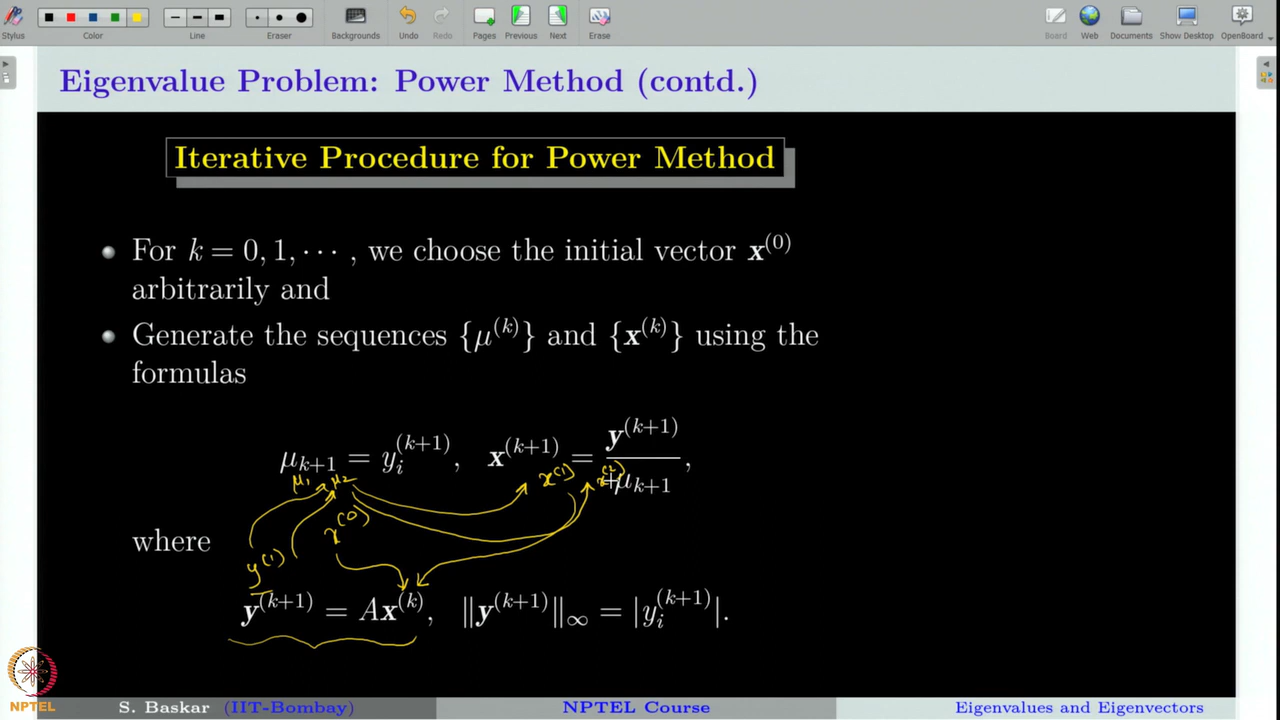 Stylus Color Line Eraser Backgrounds Undo Redo Pages Previous Next Erase Board Web Documents Show Desktop OpenBoard
Eigenvalue Problem: Power Method (contd.)
Iterative Procedure for Power Method
For k = 0, 1, ⋯ , we choose the initial vector x^(0)
arbitrarily and
Generate the sequences {μ^(k)} and {x^(k)} using the
formulas
μ_{k+1} = y_i^(k+1), x^(k+1) = y^(k+1) / μ_{k+1},
μ₁ μ₂ x^(1) x^(2)
x^(0)
where
y^(1)
y^(k+1) = Ax^(k), ‖y^(k+1)‖_∞ = |y_i^(k+1)|.
NPTEL
S. Baskar (IIT-Bombay) NPTEL Course Eigenvalues and Eigenvectors